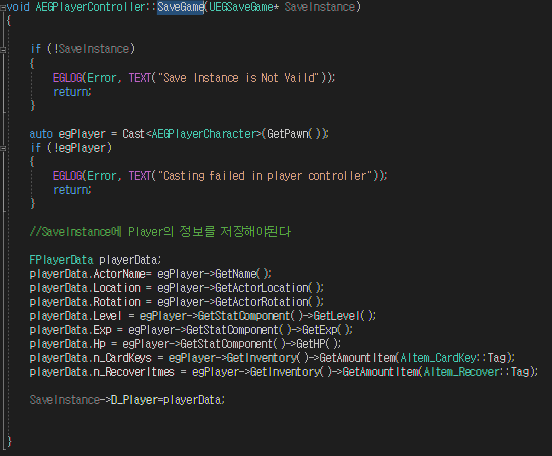 void AEGPlayerController::SaveGame(UEGSaveGame* SaveInstance)
{
if (!SaveInstance)
{
EGLOG(Error, TEXT("Save Instance is Not Vaild"));
return;
}
auto egPlayer = Cast<AEGPlayerCharacter>(GetPawn());
if (!egPlayer)
{
EGLOG(Error, TEXT("Casting failed in player controller"));
return;
}
//SaveInstance에 Player의 정보를 저장해야된다
FPlayerData playerData;
playerData.ActorName= egPlayer->GetName();
playerData.Location = egPlayer->GetActorLocation();
playerData.Rotation = egPlayer->GetActorRotation();
playerData.Level = egPlayer->GetStatComponent()->GetLevel();
playerData.Exp = egPlayer->GetStatComponent()->GetExp();
playerData.Hp = egPlayer->GetStatComponent()->GetHP();
playerData.n_CardKeys = egPlayer->GetInventory()->GetAmountItem(AItem_CardKey::Tag);
playerData.n_RecoverItmes = egPlayer->GetInventory()->GetAmountItem(AItem_Recover::Tag);
SaveInstance->D_Player=playerData;
}